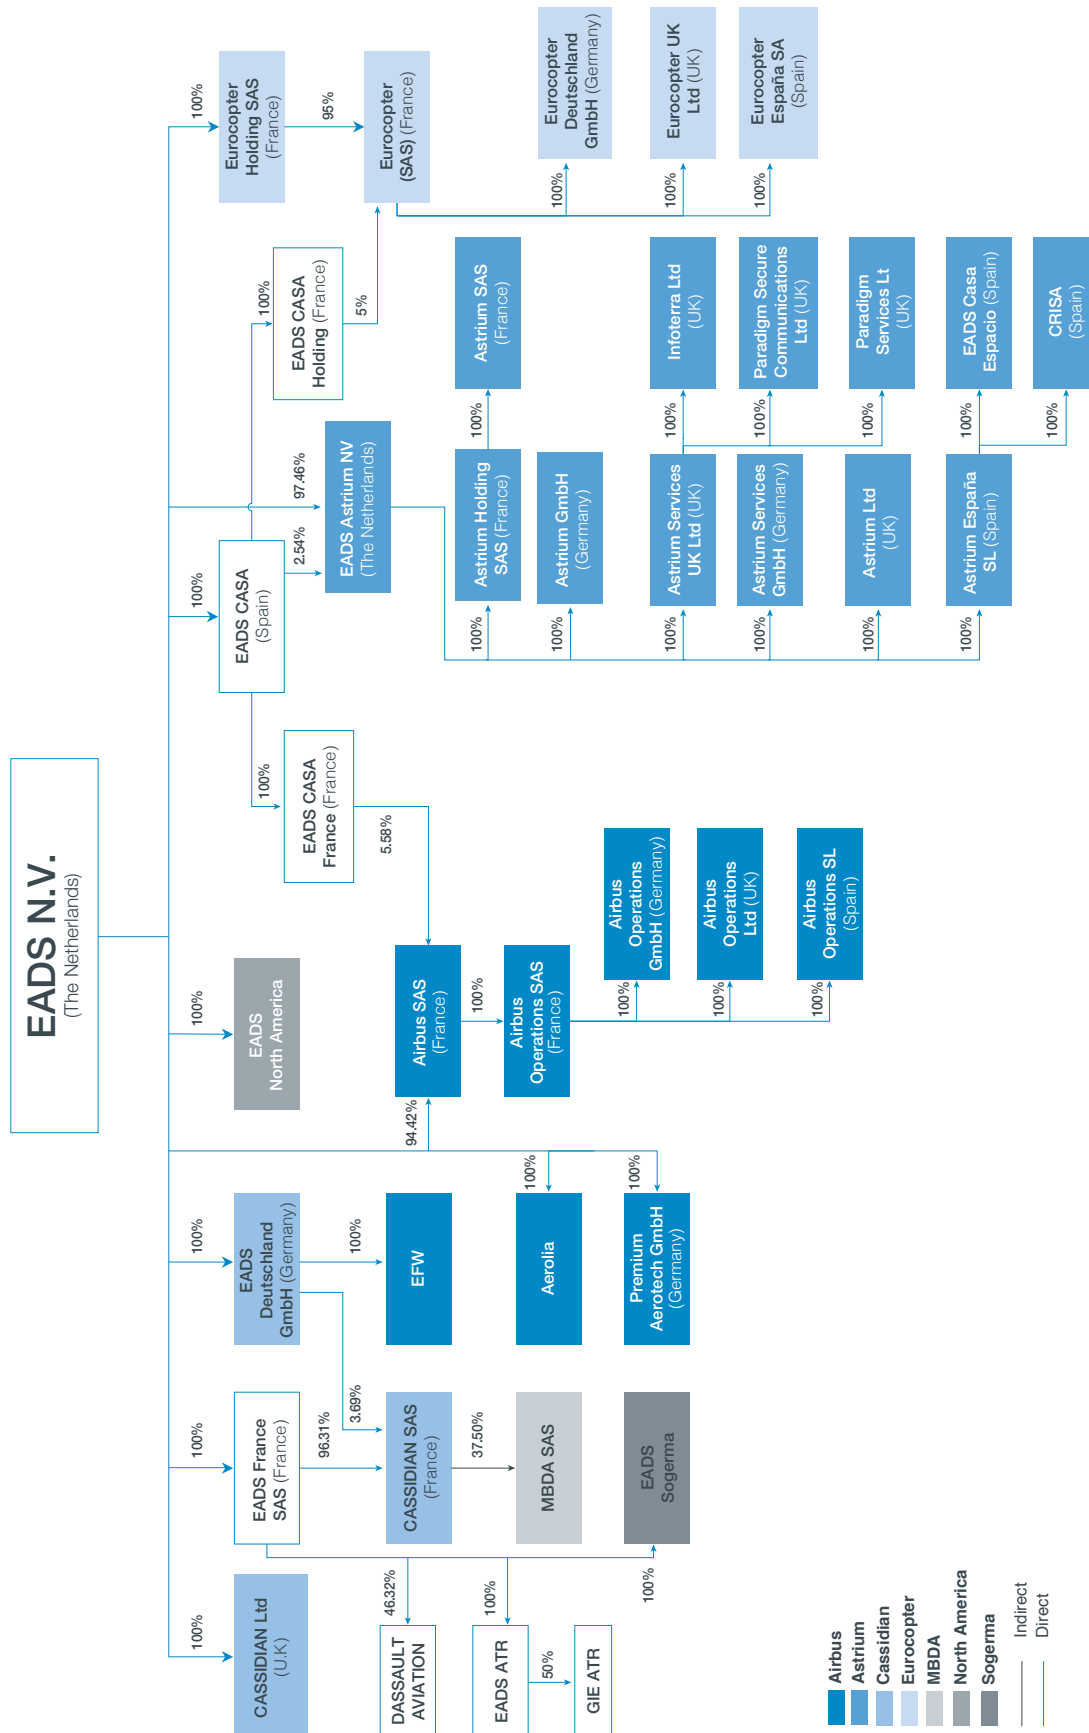 EADS N.V.
(The Netherlands)
100%
CASSIDIAN Ltd
(U.K)
100%
EADS France
SAS (France)
100%
EADS
Deutschland
GmbH (Germany)
100%
EADS
North America
100%
EADS CASA
(Spain)
100%
Eurocopter
Holding SAS
(France)
96.31%
3.69%
100%
CASSIDIAN SAS
(France)
EFW
37.50%
MBDA SAS
46.32%
DASSAULT
AVIATION
100%
EADS ATR
50%
GIE ATR
100%
EADS
Sogerma
94.42%
100%
Aerolia
100%
Premium
Aerotech GmbH
(Germany)
100%
EADS CASA
France (France)
5.58%
Airbus SAS
(France)
100%
Airbus
Operations SAS
(France)
100%
Airbus
Operations
GmbH (Germany)
100%
Airbus
Operations
Ltd (UK)
100%
Airbus
Operations SL
(Spain)
2.54%
97.46%
EADS Astrium NV
(The Netherlands)
100%
EADS CASA
Holding (France)
5%
95%
Eurocopter
(SAS) (France)
100%
Astrium Holding
SAS (France)
100%
Astrium SAS
(France)
100%
Astrium GmbH
(Germany)
100%
Astrium Services
UK Ltd (UK)
100%
Infoterra Ltd
(UK)
100%
Astrium Services
GmbH (Germany)
100%
Paradigm Secure
Communications
Ltd (UK)
100%
Astrium Ltd
(UK)
100%
Paradigm
Services Lt
(UK)
100%
Astrium España
SL (Spain)
100%
EADS Casa
Espacio (Spain)
100%
CRISA
(Spain)
100%
Eurocopter
Deutschland
GmbH (Germany)
100%
Eurocopter UK
Ltd (UK)
100%
Eurocopter
España SA
(Spain)
Airbus
Astrium
Cassidian
Eurocopter
MBDA
North America
Sogerma
Indirect
Direct